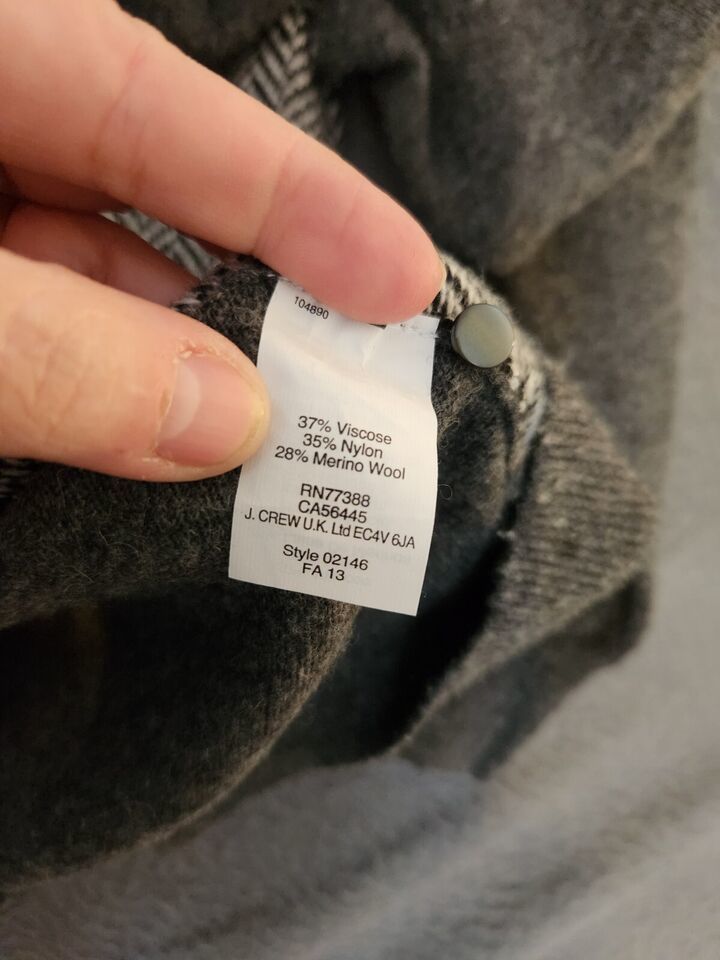 104890
37% Viscose
35% Nylon
28% Merino Wool
RN77388
CA56445
J. CREW U.K. Ltd EC4V 6JA
Style 02146
FA 13